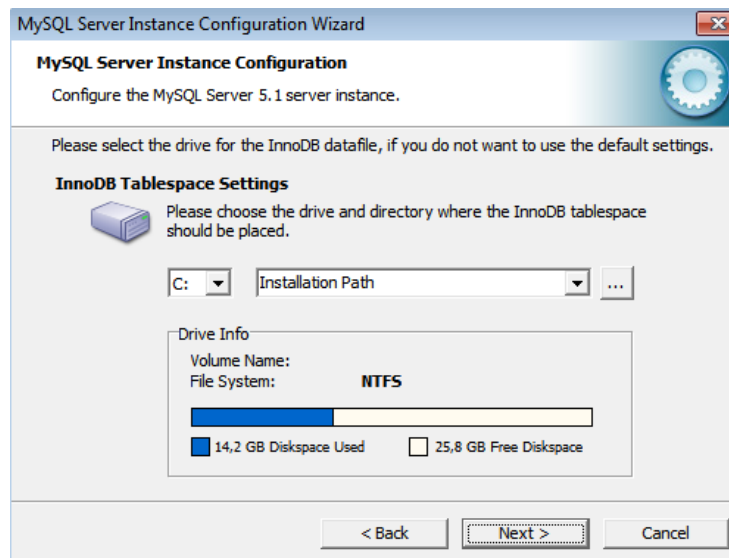 MySQL Server Instance Configuration Wizard
MySQL Server Instance Configuration
Configure the MySQL Server 5.1 server instance.
Please select the drive for the InnoDB datafile, if you do not want to use the default settings.
InnoDB Tablespace Settings
Please choose the drive and directory where the InnoDB tablespace
should be placed.
C: Installation Path ...
Drive Info
Volume Name:
File System: NTFS
14,2 GB Diskspace Used 25,8 GB Free Diskspace
< Back Next > Cancel